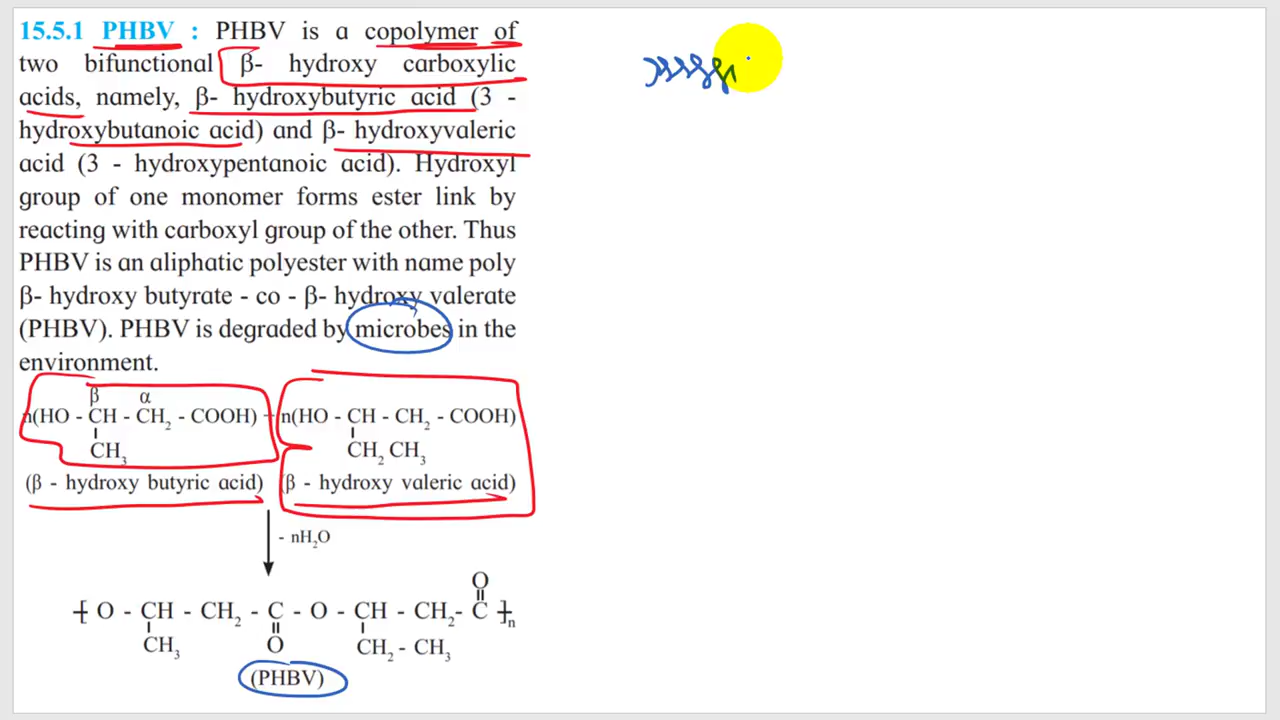 15.5.1 PHBV : PHBV is a copolymer of
two bifunctional β- hydroxy carboxylic
acids, namely, β- hydroxybutyric acid (3 -
hydroxybutanoic acid) and β- hydroxyvaleric
acid (3 - hydroxypentanoic acid). Hydroxyl
group of one monomer forms ester link by
reacting with carboxyl group of the other. Thus
PHBV is an aliphatic polyester with name poly
β- hydroxy butyrate - co - β- hydroxy valerate
(PHBV). PHBV is degraded by microbes in the
environment.
β α
n(HO - CH - CH₂ - COOH) + n(HO - CH - CH₂ - COOH)
CH₃ CH₂ CH₃
(β - hydroxy butyric acid) (β - hydroxy valeric acid)
- nH₂O
O
[ O - CH - CH₂ - C - O - CH - CH₂- C ]n
CH₃ O CH₂ - CH₃
(PHBV)